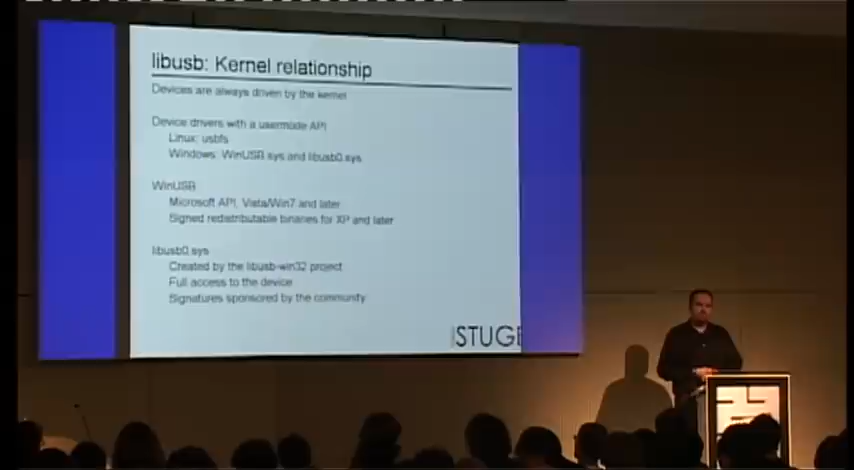 libusb: Kernel relationship
Devices are always driven by the kernel
Device drivers with a usermode API
Linux: usbfs
Windows: WinUSB.sys and libusb0.sys
WinUSB
Microsoft API, Vista/Win7 and later
Signed redistributable binaries for XP and later
libusb0.sys
Created by the libusb-win32 project
Full access to the device
Signatures sponsored by the community
STUGE